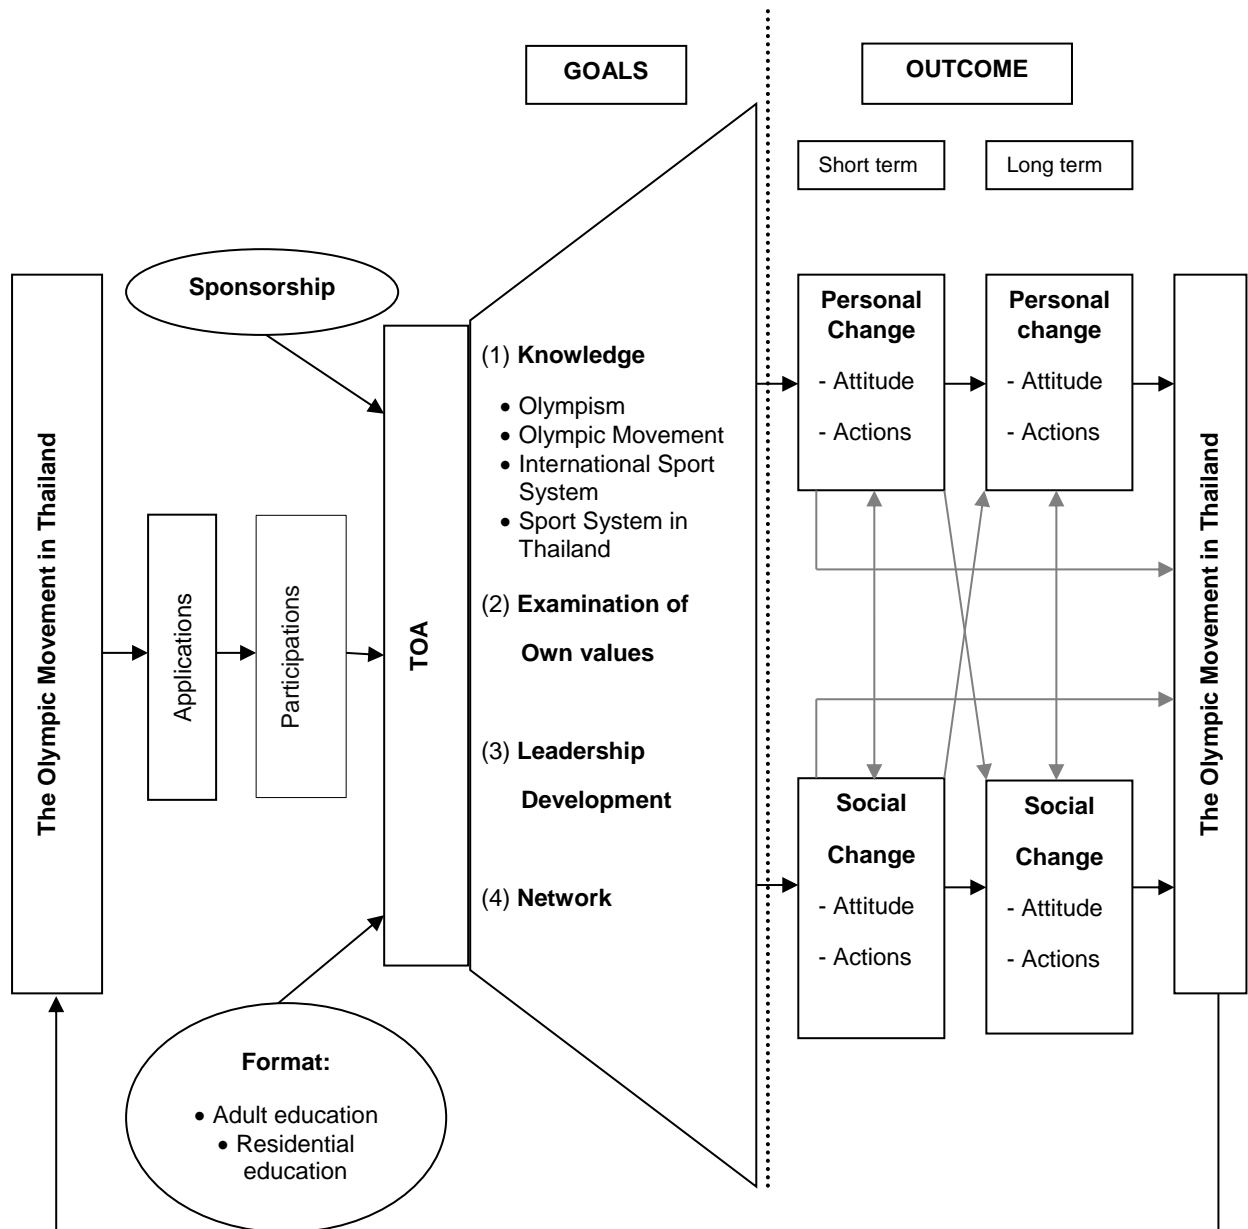 GOALS
OUTCOME
Short term
Long term
The Olympic Movement in Thailand
Sponsorship
Applications
Participations
Format:
• Adult education
• Residential
education
TOA
(1) Knowledge
• Olympism
• Olympic Movement
• International Sport
System
• Sport System in
Thailand
(2) Examination of
Own values
(3) Leadership
Development
(4) Network
Personal
Change
- Attitude
- Actions
Personal
change
- Attitude
- Actions
Social
Change
- Attitude
- Actions
Social
Change
- Attitude
- Actions
The Olympic Movement in Thailand